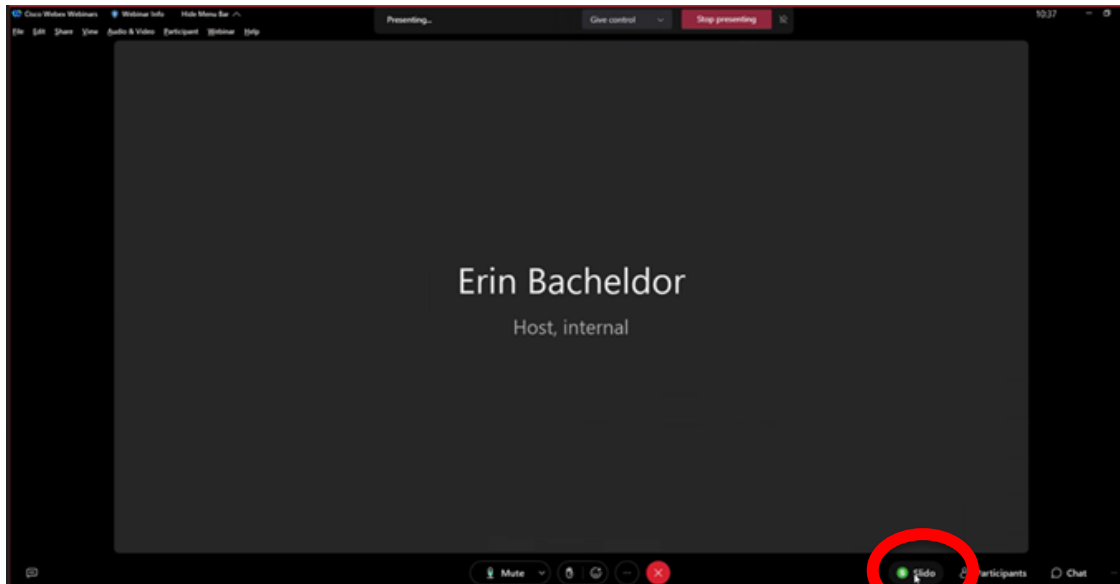 Cisco Webex Webinars Webinar Info Hide Menu Bar
Presenting... Give control Stop presenting
10:37
File Edit Share View Audio & Video Participant Webinar Help
Erin Bacheldor
Host, internal
Mute
Slido Participants Chat